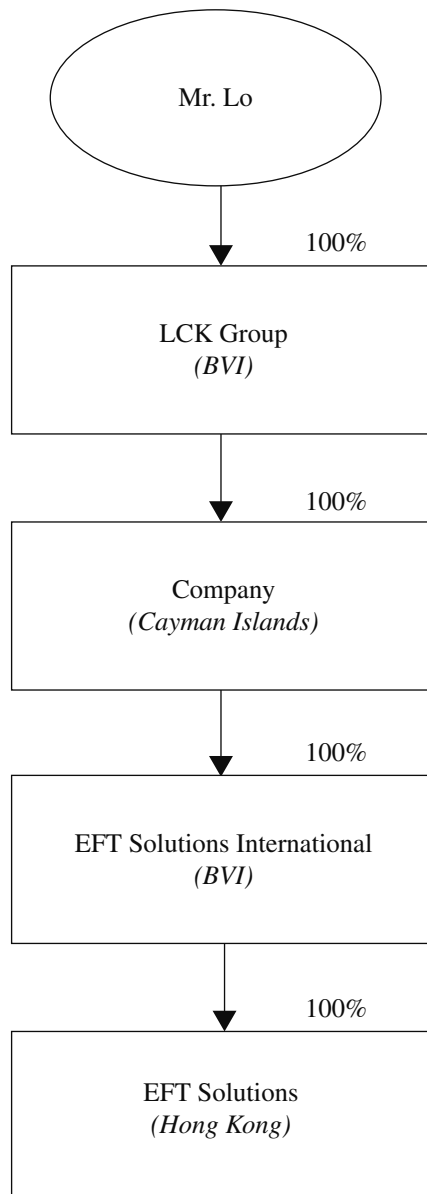 Mr. Lo
100%
LCK Group
(BVI)
100%
Company
(Cayman Islands)
100%
EFT Solutions International
(BVI)
100%
EFT Solutions
(Hong Kong)